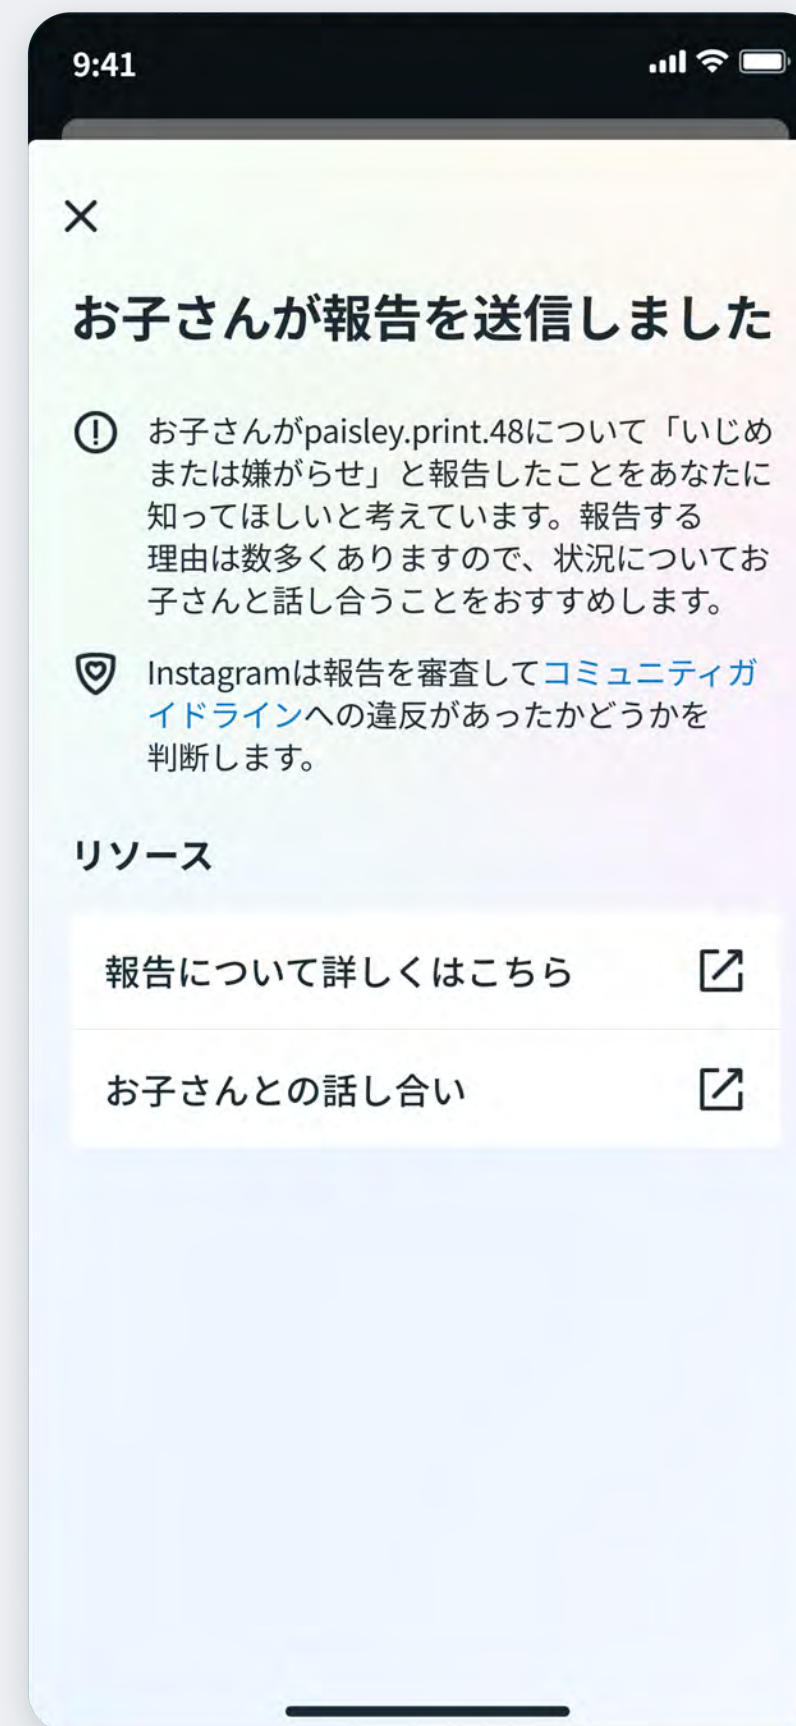 9:41
お子さんが報告を送信しました
お子さんがpaisley.print.48について「いじめ
または嫌がらせ」と報告したことをあなたに
知ってほしいと考えています。報告する
理由は数多くありますので、状況についてお
子さんと話し合うことをおすすめします。
Instagramは報告を審査してコミュニティガ
イドラインへの違反があったかどうかを
判断します。
リソース
報告について詳しくはこちら
お子さんとの話し合い